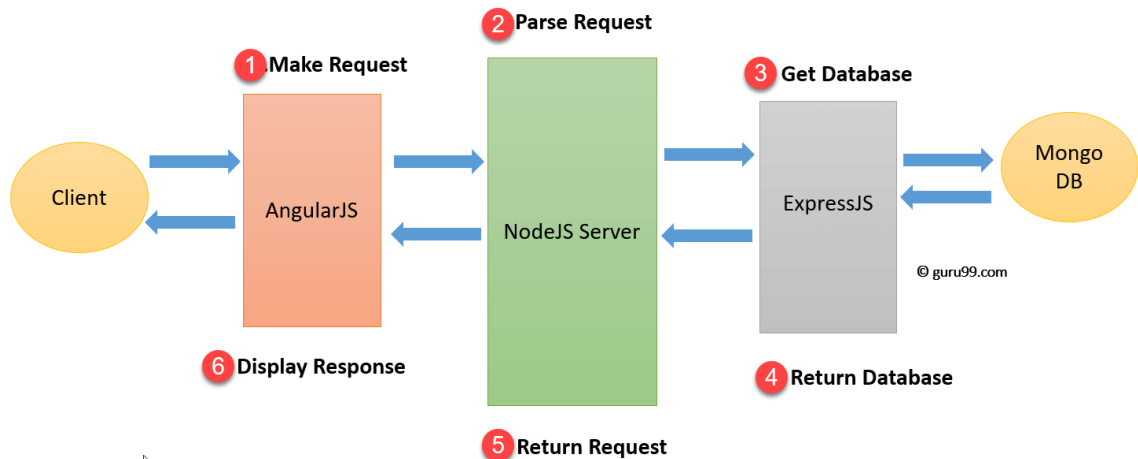 2 Parse Request
1 .Make Request
3 Get Database
Client
AngularJS
NodeJS Server
ExpressJS
Mongo
DB
© guru99.com
6 Display Response
4 Return Database
5 Return Request